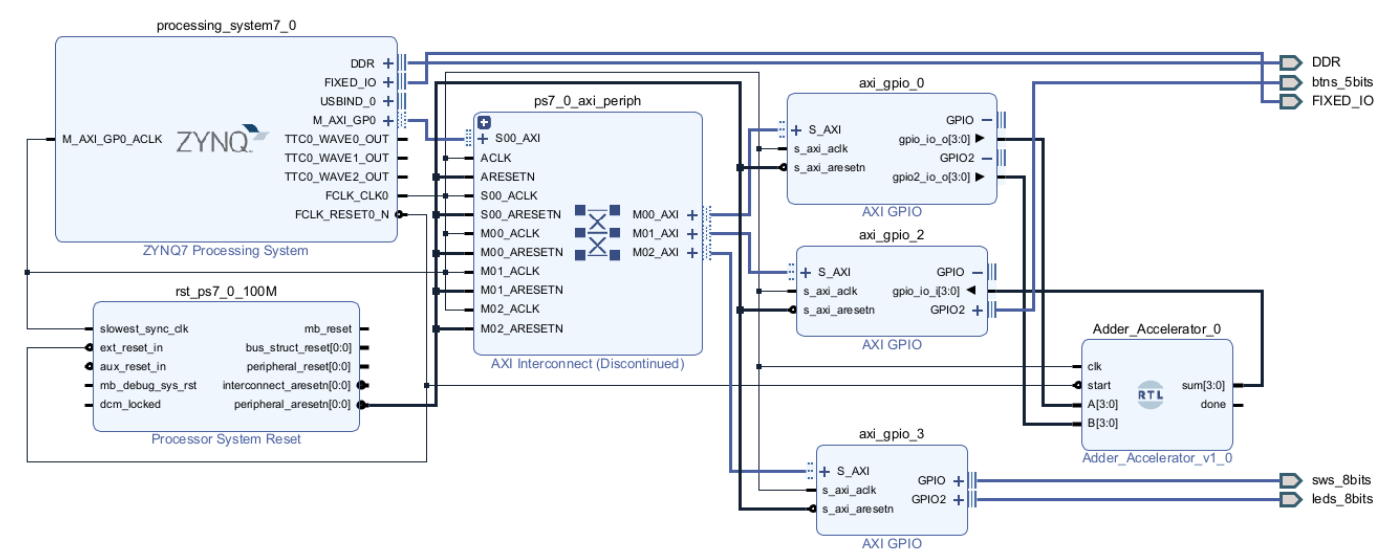 processing_system7_0
DDR
FIXED_IO
USBIND_0
M_AXI_GP0
M_AXI_GP0_ACLK
ZYNQ
TTC0_WAVE0_OUT
TTC0_WAVE1_OUT
TTC0_WAVE2_OUT
FCLK_CLK0
FCLK_RESET0_N
ZYNQ7 Processing System
rst_ps7_0_100M
slowest_sync_clk
ext_reset_in
aux_reset_in
mb_debug_sys_rst
dcm_locked
mb_reset
bus_struct_reset[0:0]
peripheral_reset[0:0]
interconnect_aresetn[0:0]
peripheral_aresetn[0:0]
Processor System Reset
ps7_0_axi_periph
S00_AXI
ACLK
ARESETN
S00_ACLK
S00_ARESETN
M00_ACLK
M00_ARESETN
M01_ACLK
M01_ARESETN
M02_ACLK
M02_ARESETN
M00_AXI
M01_AXI
M02_AXI
AXI Interconnect (Discontinued)
axi_gpio_0
S_AXI
s_axi_aclk
s_axi_aresetn
GPIO
gpio_io_o[3:0]
GPIO2
gpio2_io_o[3:0]
AXI GPIO
axi_gpio_2
S_AXI
s_axi_aclk
s_axi_aresetn
GPIO
gpio_io_i[3:0]
GPIO2
AXI GPIO
Adder_Accelerator_0
clk
start
A[3:0]
B[3:0]
RTL
sum[3:0]
done
Adder_Accelerator_v1_0
axi_gpio_3
S_AXI
s_axi_aclk
s_axi_aresetn
GPIO
GPIO2
AXI GPIO
DDR
btns_5bits
FIXED_IO
sws_8bits
leds_8bits